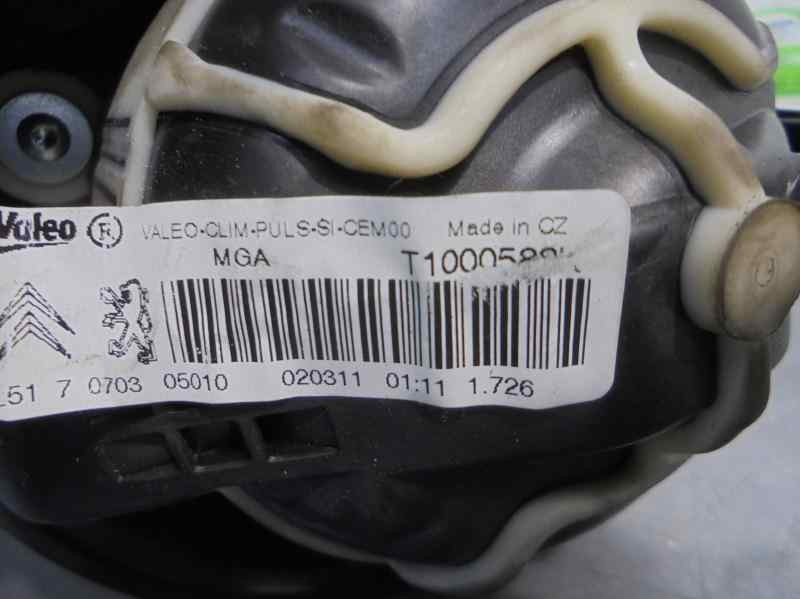 Valeo VALEO-CLIM-PULS-SI-CEM00 Made in CZ
MGA
51 7 0703 05010 020311 01:11 1.726